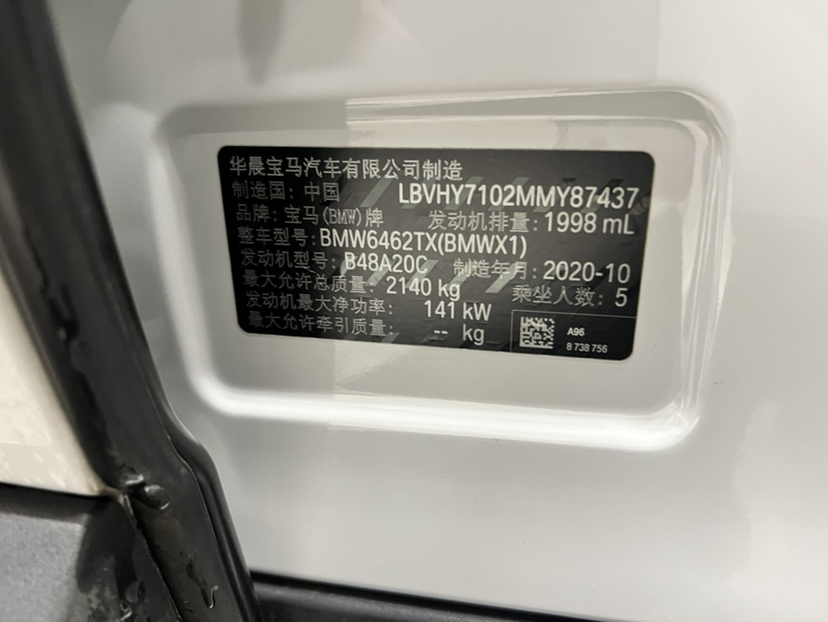 华晨宝马汽车有限公司制造
制造国：中国 LBVHY7102MMY87437
品牌：宝马(BMW)牌 发动机排量：1998 mL
整车型号：BMW6462TX(BMWX1)
发动机型号：B48A20C 制造年月：2020-10
最大允许总质量：2140 kg 乘坐人数：5
发动机最大净功率： 141 kW
最大允许牵引质量： -- kg
A96
8 738 756